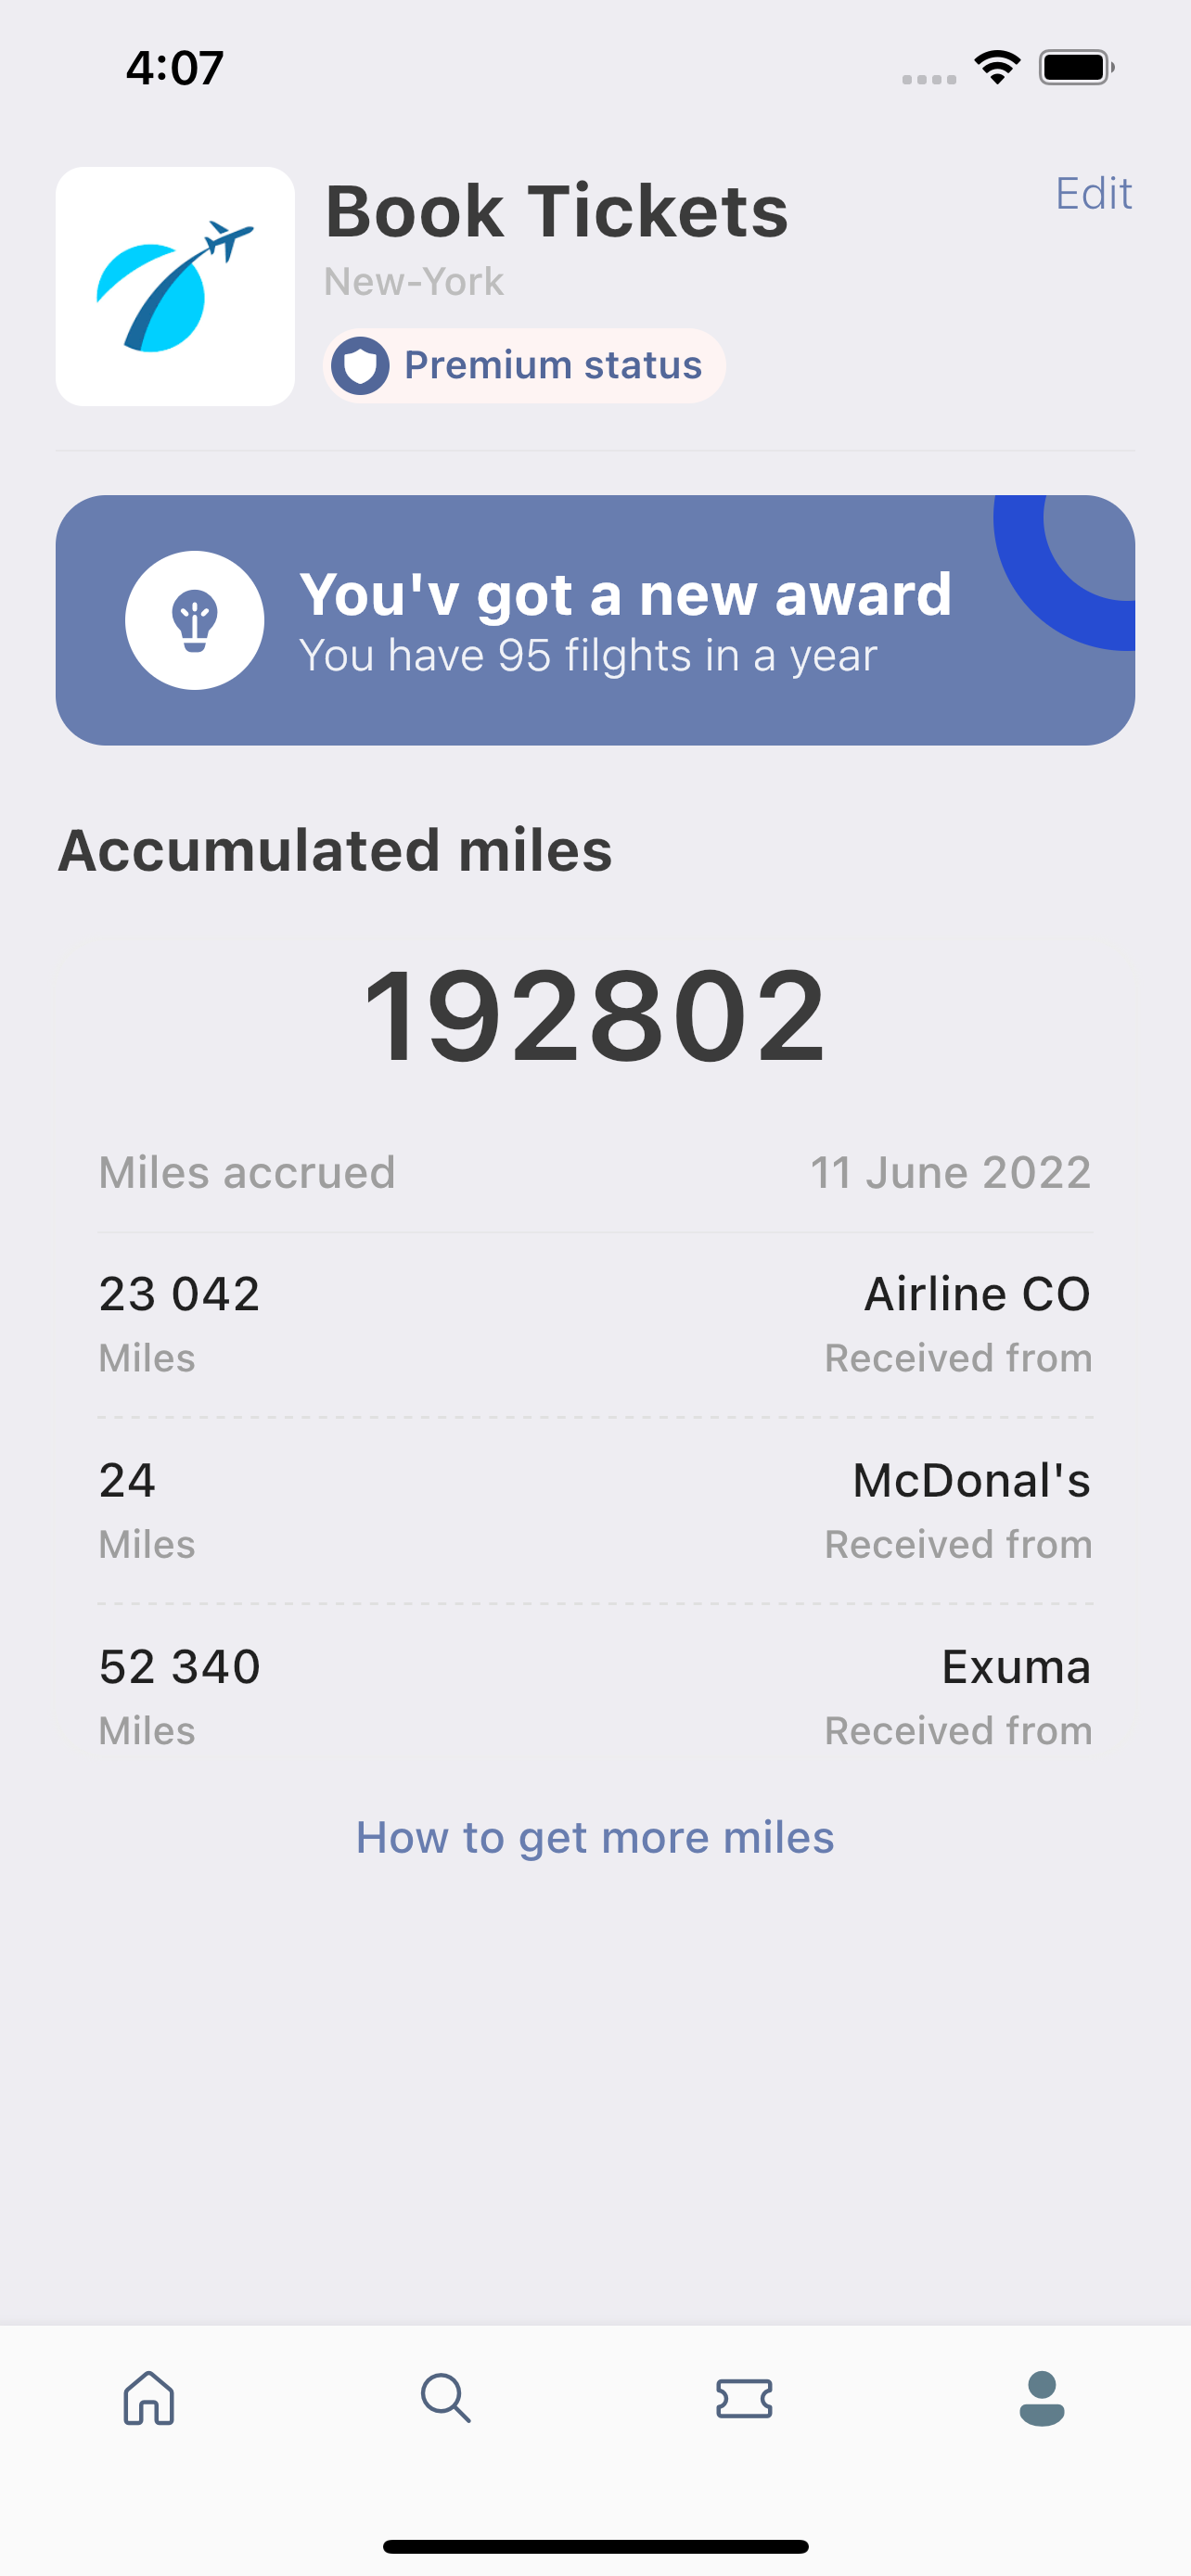 4:07
Book Tickets
Edit
New-York
Premium status
You'v got a new award
You have 95 filghts in a year
Accumulated miles
192802
Miles accrued 11 June 2022
23 042 Airline CO
Miles Received from
24 McDonal's
Miles Received from
52 340 Exuma
Miles Received from
How to get more miles